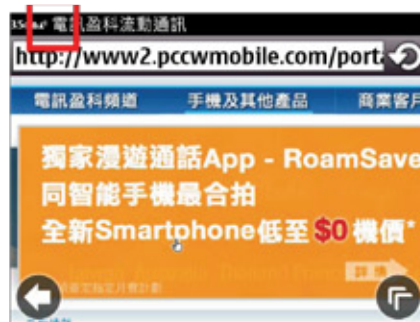 電訊盈科流動通訊
http://www2.pccwmobile.com/porta
電訊盈科頻道 手機及其他產品 商業客戶
獨家漫遊通話App - RoamSave
同智能手機最合拍
全新Smartphone低至$0機價*
詳情